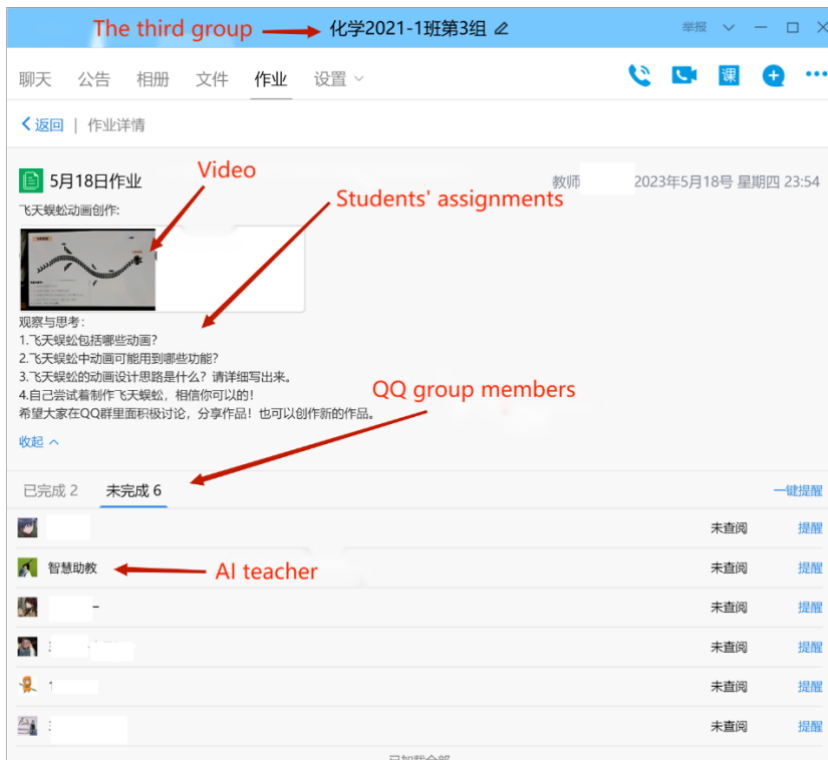 The third group 化学2021-1班第3组 举报
聊天 公告 相册 文件 作业 设置
课
返回 | 作业详情
5月18日作业 Video 教师 2023年5月18号 星期四 23:54
Students' assignments
飞天蜈蚣动画创作:
观察与思考:
1.飞天蜈蚣包括哪些动画?
2.飞天蜈蚣中动画可能用到哪些功能?
3.飞天蜈蚣的动画设计思路是什么？请详细写出来。
4.自己尝试着制作飞天蜈蚣，相信你可以的!
QQ group members
希望大家在QQ群里面积极讨论，分享作品！也可以创作新的作品。
收起
已完成 2 未完成 6 一键提醒
未查阅 提醒
智慧助教 AI teacher 未查阅 提醒
未查阅 提醒
未查阅 提醒
未查阅 提醒
未查阅 提醒